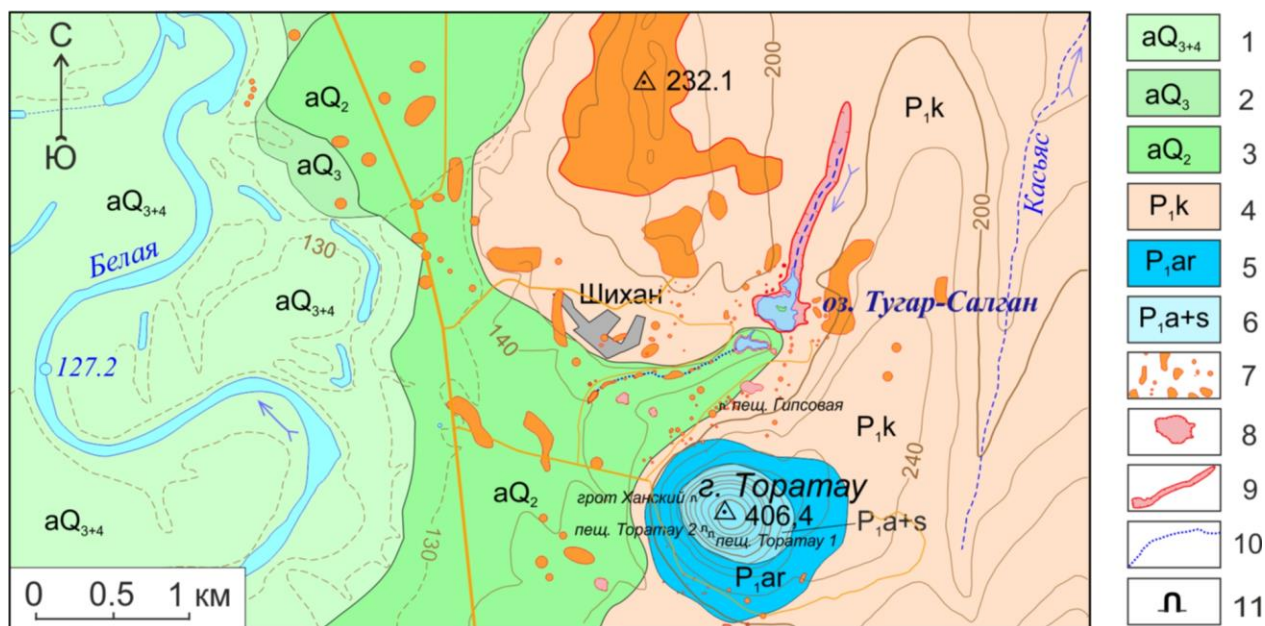 С
Ю
aQ₂
232.1
200
P₁k
aQ₃₊₄
aQ₃
Касьяс
200
Белая
130
aQ₃₊₄
Шихан
оз. Тугар-Салган
140
127.2
пещ. Гипсовая
P₁k
240
aQ₂
г. Торатау
грот Ханский
406,4
пещ. Торатау 2
пещ. Торатау 1
P₁a+s
aQ₃₊₄
130
P₁ar
0 0.5 1 км
aQ₃₊₄ 1
aQ₃ 2
aQ₂ 3
P₁k 4
P₁ar 5
P₁a+s 6
7
8
9
10
11